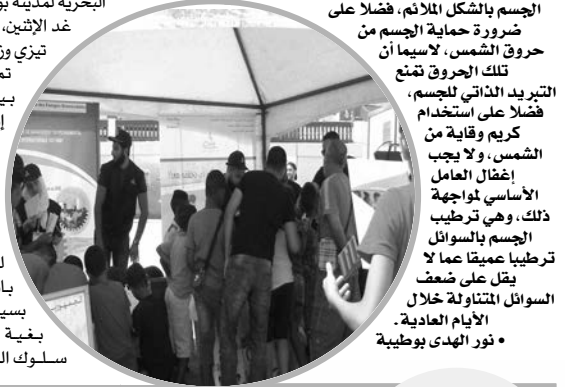 الجسم بالشكل الملائم، فضلا على
ضرورة حماية الجسم من
حروق الشمس، لاسيما أن
تلك الحروق تمنع
التبريد الذاتي للجسم،
فضلا على استخدام
كريم وقاية من
الشمس، ولا يجب
إغفال العامل
الأساسي لمواجهة
ذلك، وهي ترطيب
الجسم بالسوائل
ترطيبا عميقا عما لا
يقل على ضعف
السوائل المتناولة خلال
الأيام العادية.
• نور الهدى بوطيبة
البحرية لمدينة
غد الإثنين،
تيزي
بغية
سلوك